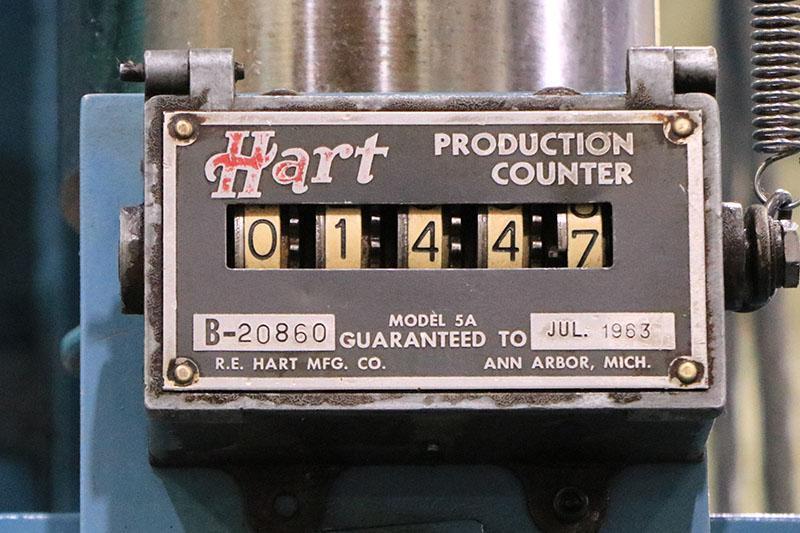 Hart PRODUCTION
COUNTER
01447
B-20860 MODEL 5A JUL. 1963
GUARANTEED TO
R.E. HART MFG. CO. ANN ARBOR, MICH.